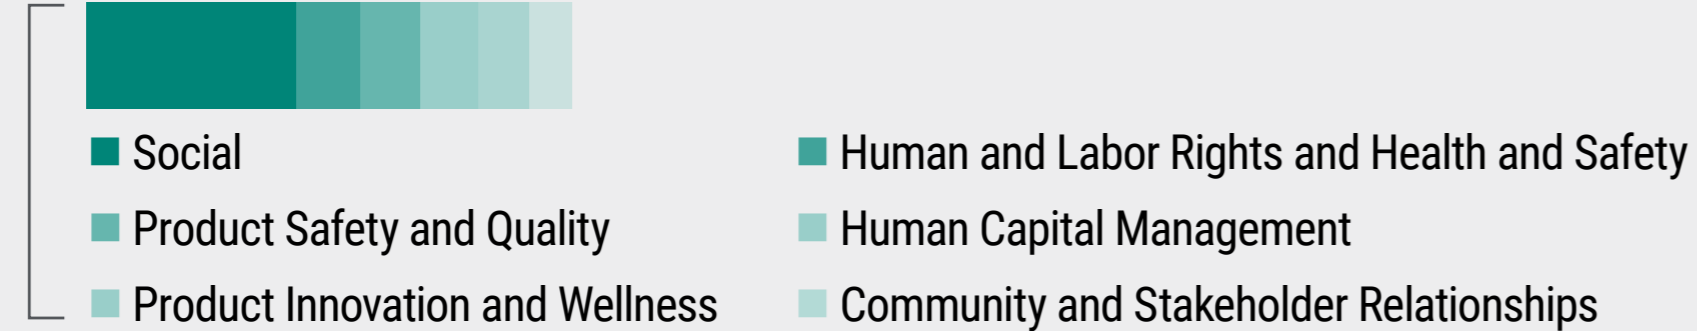 Social
Human and Labor Rights and Health and Safety
Product Safety and Quality
Human Capital Management
Product Innovation and Wellness
Community and Stakeholder Relationships